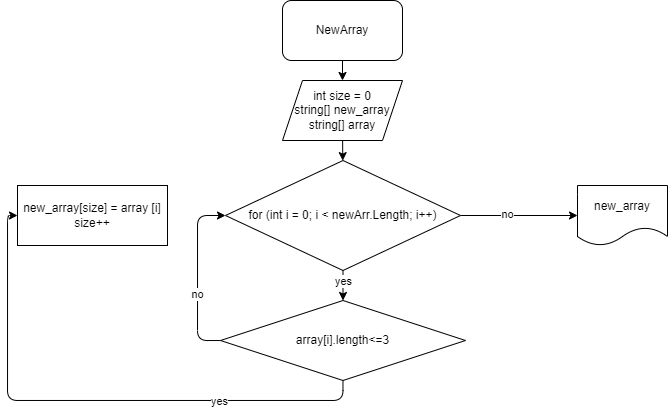 NewArray
int size = 0
string[] new_array
string[] array
for (int i = 0; i < newArr.Length; i++)
no
new_array
new_array[size] = array [i]
size++
yes
no
array[i].length<=3
yes